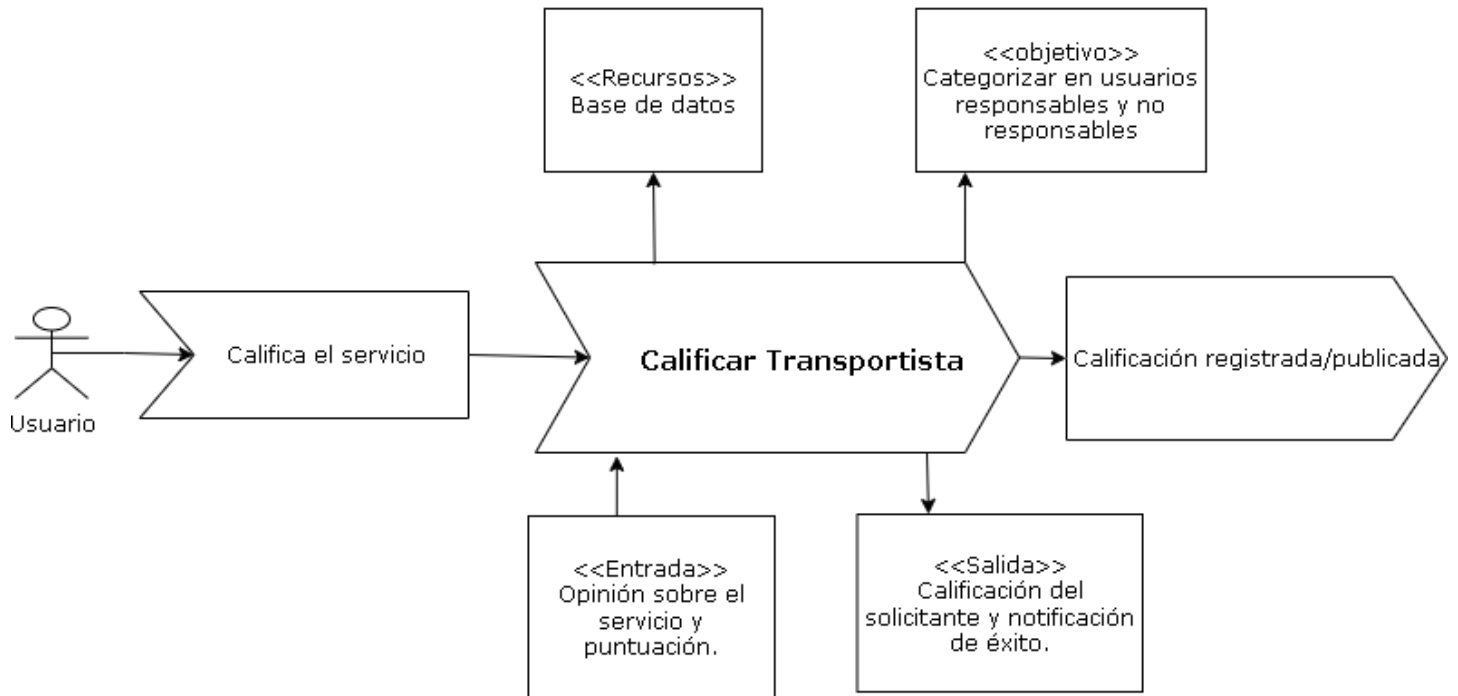 <<Recursos>>
Base de datos
<<objetivo>>
Categorizar en usuarios
responsables y no
responsables
Usuario
Califica el servicio
Calificar Transportista
Calificación registrada/publicada
<<Entrada>>
Opinión sobre el
servicio y
puntuación.
<<Salida>>
Calificación del
solicitante y notificación
de éxito.